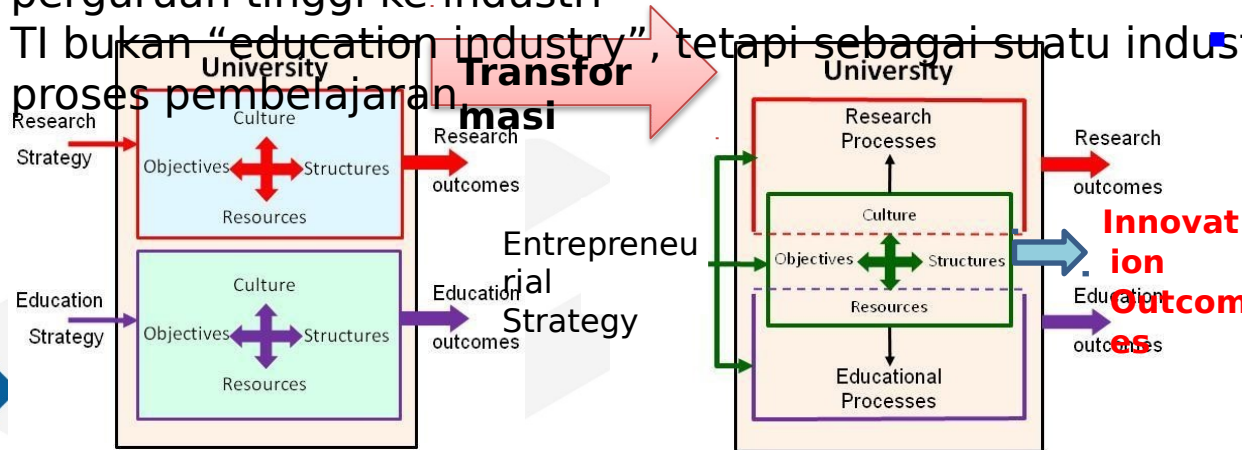 perguruan tinggi ke industri
TI bukan “education industry”, tetapi sebagai suatu indust
proses pembelajaran.
Transfor
masi
University
Research
Strategy
Culture
Objectives
Structures
Resources
Research
outcomes
Education
Strategy
Culture
Objectives
Structures
Resources
Education
outcomes
Entrepreneu
rial
Strategy
University
Research
Processes
Culture
Objectives
Structures
Resources
Educational
Processes
Research
outcomes
Innovat
ion
Outcom
es
Education
outcomes